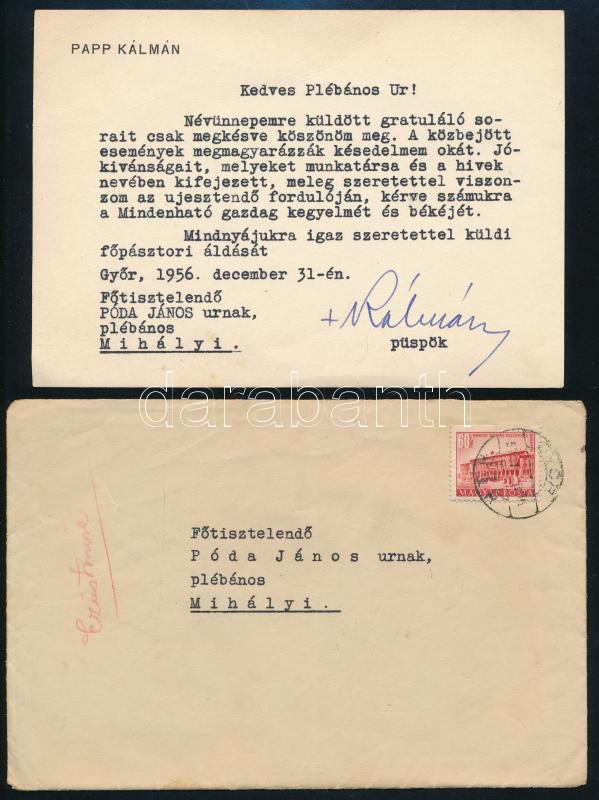 PAPP KÁLMÁN
Kedves Plébános Ur!
Névünnepemre küldött gratuláló so-
rait csak megkésve köszönöm meg. A közbejött
események megmagyarázzák késedelmem okát. Jó-
kivánságait, melyeket munkatársa és a hivek
nevében kifejezett, meleg szeretettel viszon-
zom az ujesztendő fordulóján, kérve számukra
a Mindenható gazdag kegyelmét és békéjét.
Mindnyájukra igaz szeretettel küldi
főpásztori áldását
Győr, 1956. december 31-én.
Főtisztelendő
PÓDA JÁNOS urnak,
plébános
Mihályi.
+ Kálmán
püspök
darabanth
60f
MAGYAR POSTA
Főtisztelendő
Póda János urnak,
plébános
Mihályi.